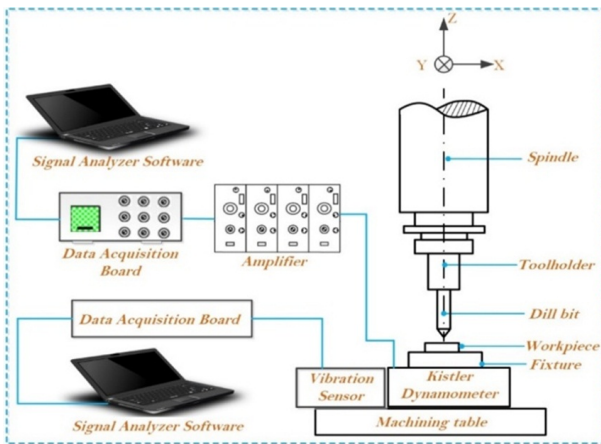 Z
Y
X
Signal Analyzer Software
Spindle
Data Acquisition
Board
Amplifier
Toolholder
Dill bit
Data Acquisition Board
Workpiece
Fixture
Vibration
Sensor
Kistler
Dynamometer
Signal Analyzer Software
Machining table